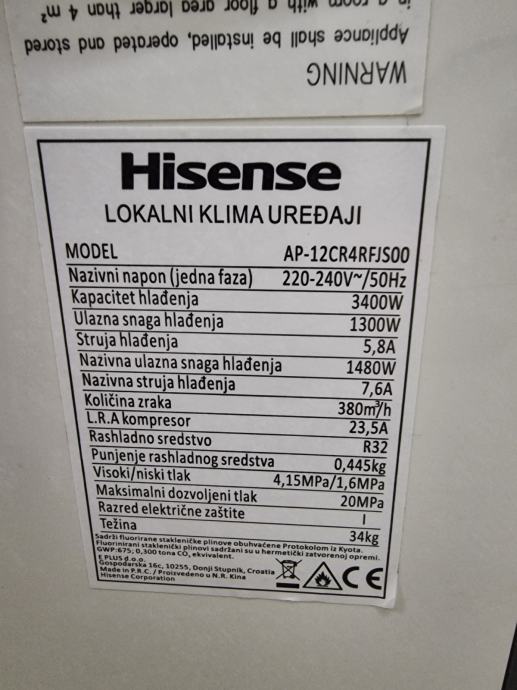 in a room with a floor area larger than 4 m²
Appliance shall be installed, operated and stored
WARNING
Hisense
LOKALNI KLIMA UREĐAJI
MODEL AP-12CR4RFJS00
Nazivni napon (jedna faza) 220-240V~/50Hz
Kapacitet hlađenja 3400W
Ulazna snaga hlađenja 1300W
Struja hlađenja 5,8A
Nazivna ulazna snaga hlađenja 1480W
Nazivna struja hlađenja 7,6A
Količina zraka 380m³/h
L.R.A kompresor 23,5A
Rashladno sredstvo R32
Punjenje rashladnog sredstva 0,445kg
Visoki/niski tlak 4,15MPa/1,6MPa
Maksimalni dozvoljeni tlak 20MPa
Razred električne zaštite I
Težina 34kg
Sadrži fluorirane stakleničke plinove obuhvaćene Protokolom iz Kyota.
Fluorinirani staklenički plinovi sadržani su u hermetički zatvorenoj opremi.
GWP:675; 0,300 tona CO₂ ekvivalent.
E PLUS d.o.o.
Gospodarska 16c, 10255, Donji Stupnik, Croatia
Made in P.R.C. / Proizvedeno u N.R. Kina
Hisense Corporation
CE